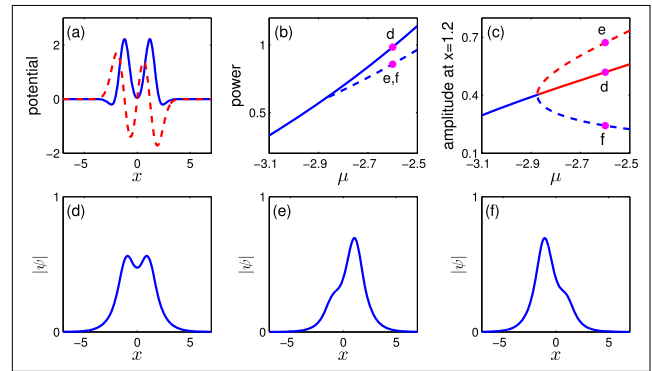 (a)
potential
2
0
−2
−5
0
5
x
(b)
power
1
0.5
d
e,f
−3.1
−2.9
−2.7
−2.5
μ
(c)
amplitude at x=1.2
0.7
0.4
0.1
e
d
f
−3.1
−2.9
−2.7
−2.5
μ
(d)
|ψ|
1
0
−5
0
5
x
(e)
|ψ|
1
0
−5
0
5
x
(f)
|ψ|
1
0
−5
0
5
x